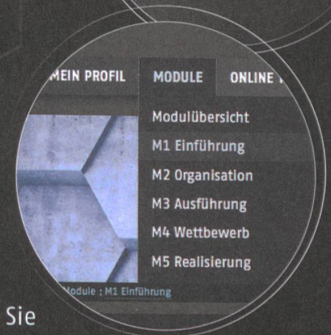 MEIN PROFIL MODULE ONLINE
Modulübersicht
M1 Einführung
M2 Organisation
M3 Ausführung
M4 Wettbewerb
M5 Realisierung
Module : M1 Einführung
Sie